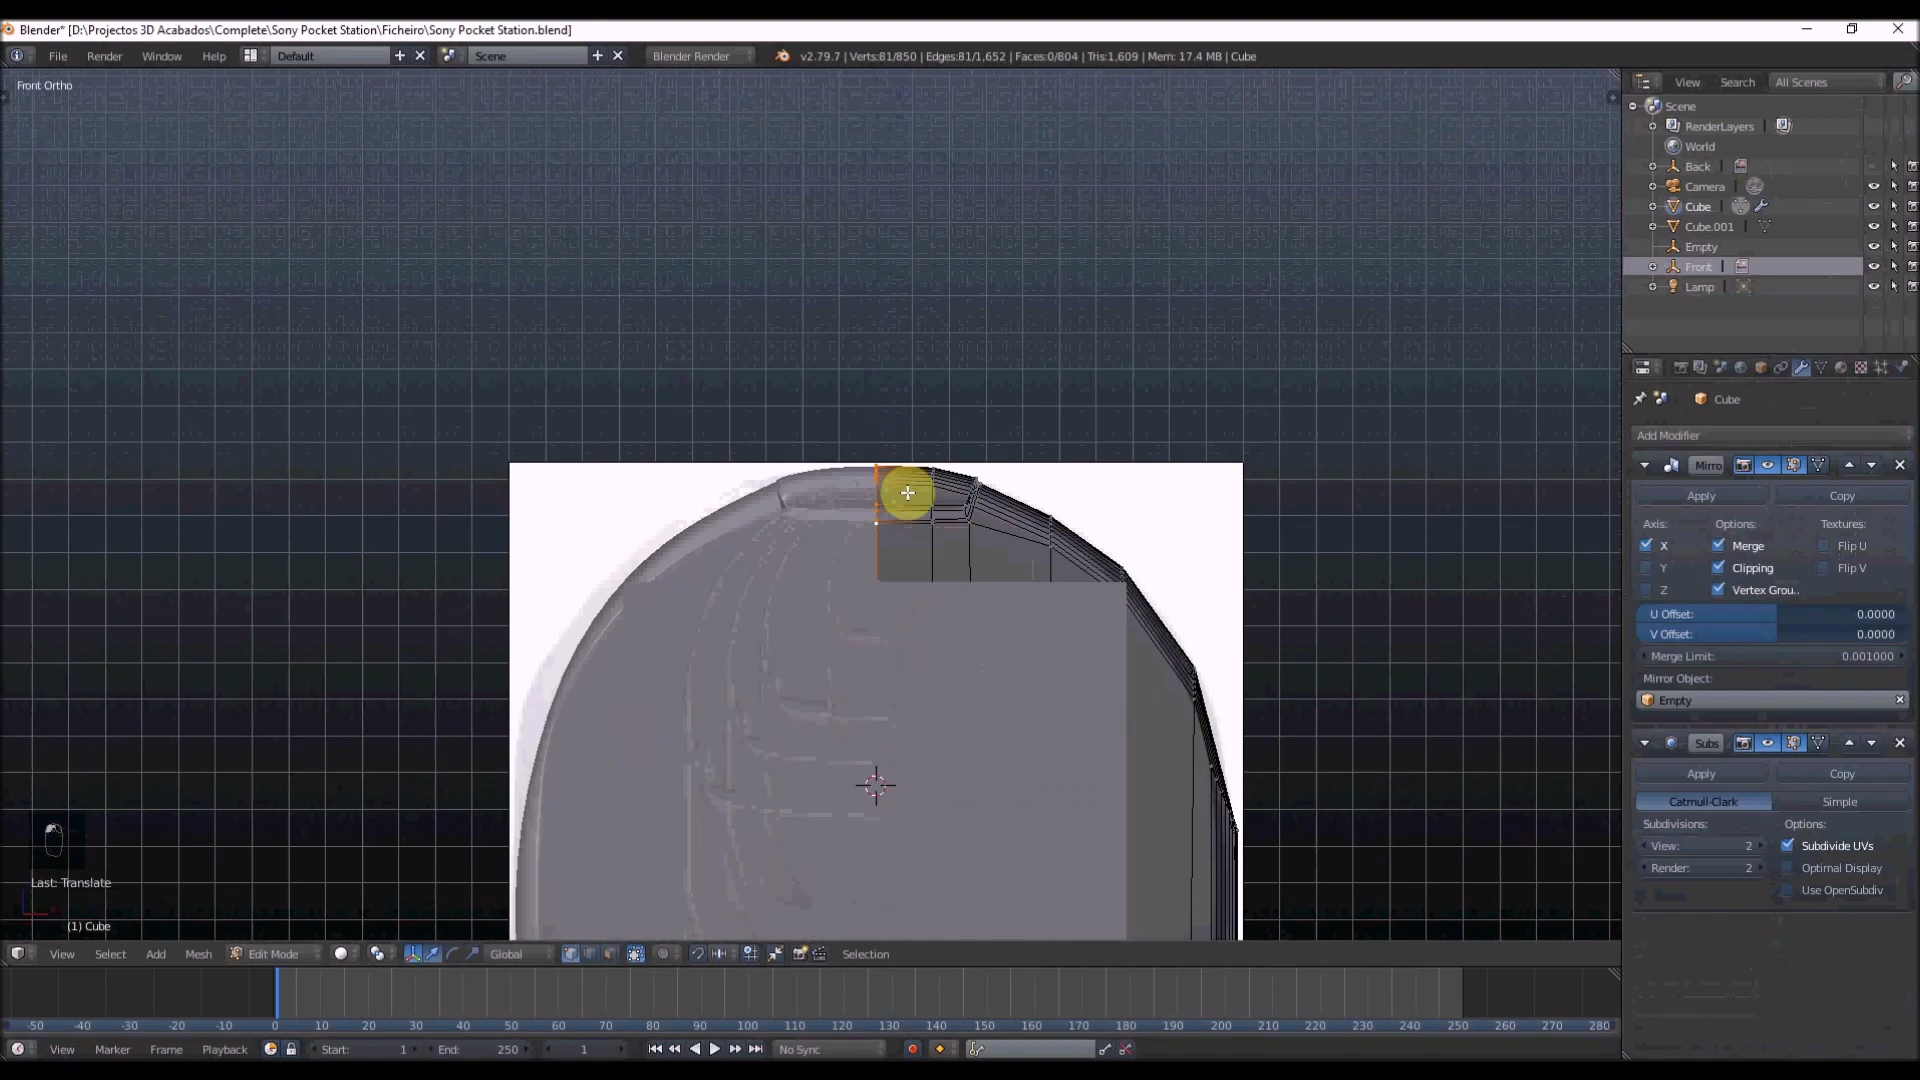 Blender* [D:\Projectos 3D Acabados\Complete\Sony Pocket Station\Ficheiro\Sony Pocket Station.blend]
File Render Window Help Default Scene Blender Render v2.79.7 | Verts:81/850 | Edges:81/1,652 | Faces:0/804 | Tris:1,609 | Mem: 17.4 MB | Cube
Front Ortho
View Search All Scenes
Scene
RenderLayers
World
Back
Camera
Cube
Cube.001
Empty
Front
Lamp
Cube
Add Modifier
Mirro
Apply Copy
Axis: Options: Textures:
X Merge Flip U
Y Clipping Flip V
Z Vertex Grou..
U Offset: 0.0000
V Offset: 0.0000
Merge Limit: 0.001000
Mirror Object:
Empty
Subs
Apply Copy
Catmull-Clark Simple
Subdivisions: Options:
View: 2 Subdivide UVs
Render: 2 Optimal Display
Use OpenSubdiv
Last: Translate
(1) Cube
View Select Add Mesh Edit Mode Global Selection
-50 -40 -30 -20 -10 0 10 20 30 40 50 60 70 80 90 100 110 120 130 140 150 160 170 180 190 200 210 220 230 240 250 260 270 280
View Marker Frame Playback Start: 1 End: 250 1 No Sync